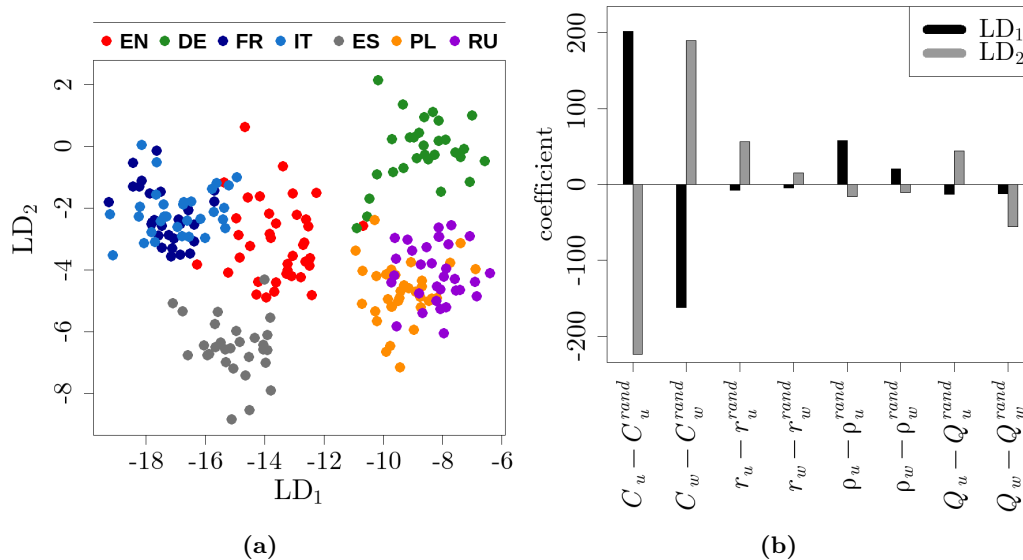 EN DE FR IT ES PL RU
2
0
-2
-4
-6
-8
LD₂
-18 -16 -14 -12 -10 -8 -6
LD₁
(a)
LD₁
LD₂
200
100
0
-100
-200
coefficient
C_u − C_u^rand
C_w − C_w^rand
r_u − r_u^rand
r_w − r_w^rand
ρ_u − ρ_u^rand
ρ_w − ρ_w^rand
Q_u − Q_u^rand
Q_w − Q_w^rand
(b)